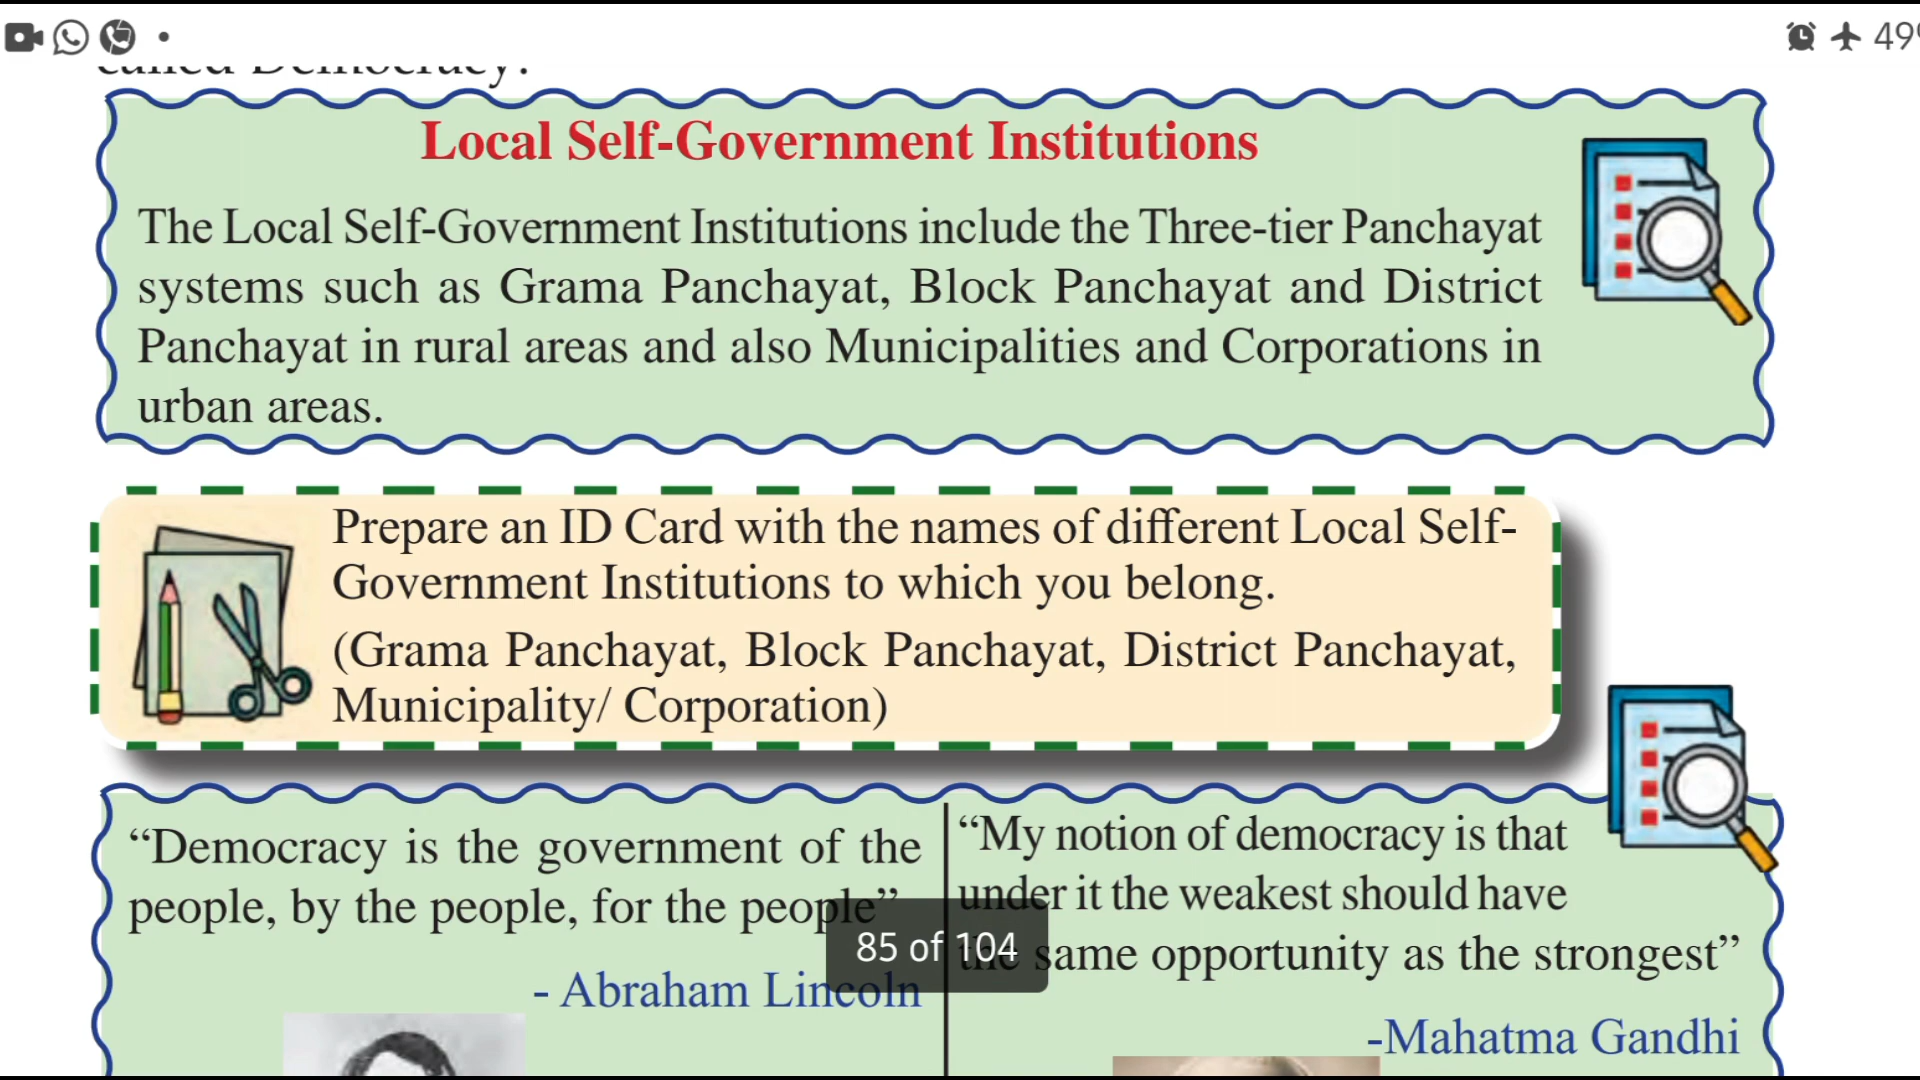 49%
called Democracy.
Local Self-Government Institutions
The Local Self-Government Institutions include the Three-tier Panchayat
systems such as Grama Panchayat, Block Panchayat and District
Panchayat in rural areas and also Municipalities and Corporations in
urban areas.
Prepare an ID Card with the names of different Local Self-
Government Institutions to which you belong.
(Grama Panchayat, Block Panchayat, District Panchayat,
Municipality/ Corporation)
“Democracy is the government of the
people, by the people, for the people”
- Abraham Lincoln
“My notion of democracy is that
under it the weakest should have
the same opportunity as the strongest”
-Mahatma Gandhi
85 of 104